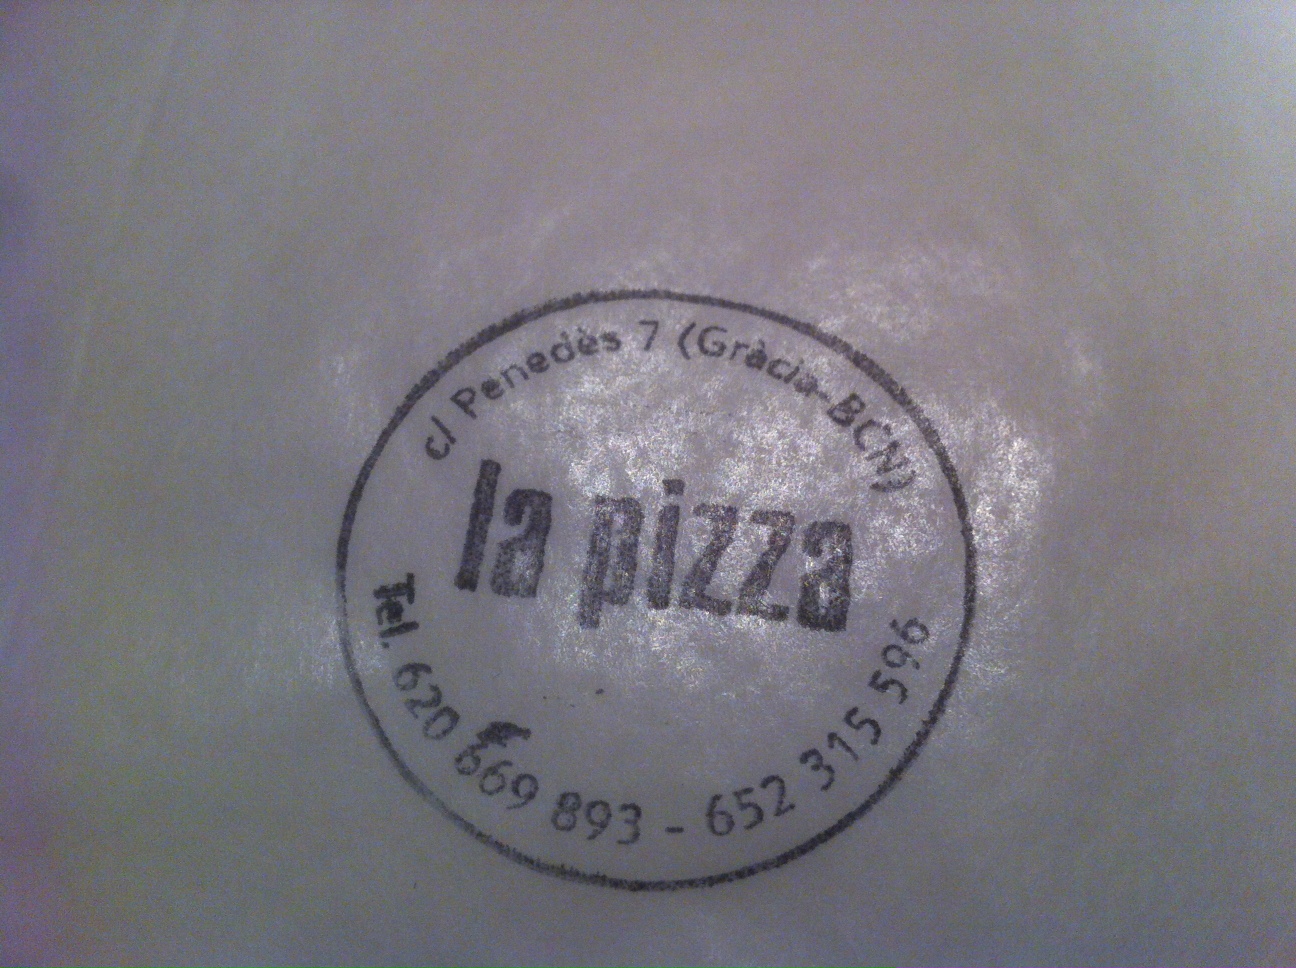 c/ Penedès 7 (Gràcia-BCN)
la pizza
Tel. 620 669 893 - 652 315 596